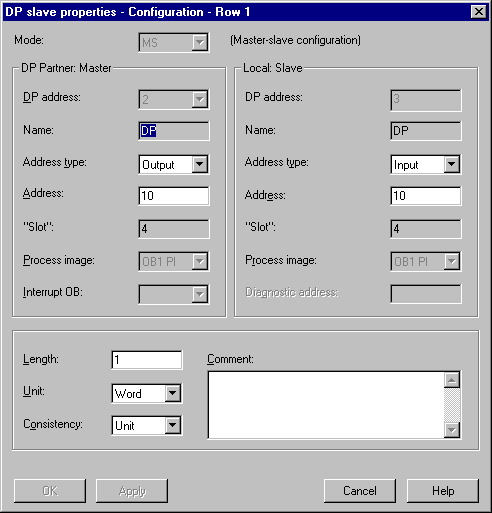 DP slave properties - Configuration - Row 1
Mode: MS (Master-slave configuration)
DP Partner: Master
DP address: 2
Name: DP
Address type: Output
Address: 10
"Slot": 4
Process image: OB1 PI
Interrupt OB:
Local: Slave
DP address: 3
Name: DP
Address type: Input
Address: 10
"Slot": 4
Process image: OB1 PI
Diagnostic address:
Length: 1
Unit: Word
Consistency: Unit
Comment:
OK Apply Cancel Help